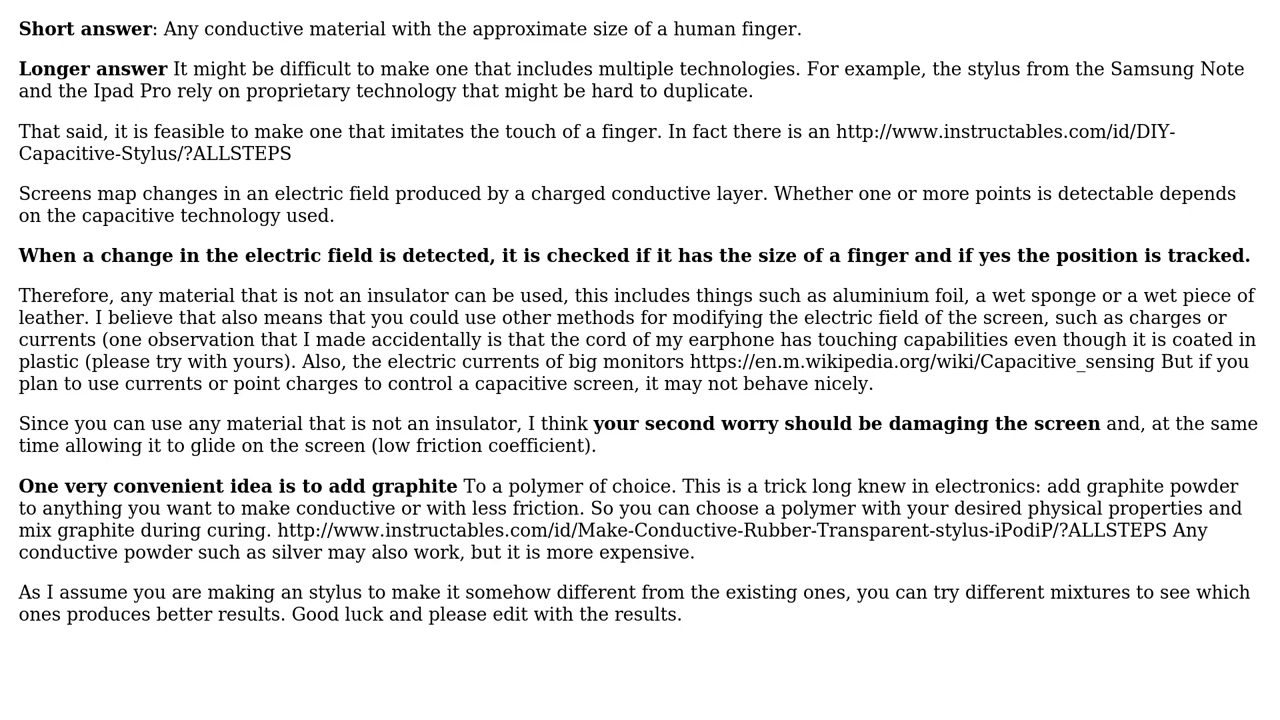 Short answer: Any conductive material with the approximate size of a human finger.
Longer answer It might be difficult to make one that includes multiple technologies. For example, the stylus from the Samsung Note
and the Ipad Pro rely on proprietary technology that might be hard to duplicate.
That said, it is feasible to make one that imitates the touch of a finger. In fact there is an http://www.instructables.com/id/DIY-
Capacitive-Stylus/?ALLSTEPS
Screens map changes in an electric field produced by a charged conductive layer. Whether one or more points is detectable depends
on the capacitive technology used.
When a change in the electric field is detected, it is checked if it has the size of a finger and if yes the position is tracked.
Therefore, any material that is not an insulator can be used, this includes things such as aluminium foil, a wet sponge or a wet piece of
leather. I believe that also means that you could use other methods for modifying the electric field of the screen, such as charges or
currents (one observation that I made accidentally is that the cord of my earphone has touching capabilities even though it is coated in
plastic (please try with yours). Also, the electric currents of big monitors https://en.m.wikipedia.org/wiki/Capacitive_sensing But if you
plan to use currents or point charges to control a capacitive screen, it may not behave nicely.
Since you can use any material that is not an insulator, I think your second worry should be damaging the screen and, at the same
time allowing it to glide on the screen (low friction coefficient).
One very convenient idea is to add graphite To a polymer of choice. This is a trick long knew in electronics: add graphite powder
to anything you want to make conductive or with less friction. So you can choose a polymer with your desired physical properties and
mix graphite during curing. http://www.instructables.com/id/Make-Conductive-Rubber-Transparent-stylus-iPodiP/?ALLSTEPS Any
conductive powder such as silver may also work, but it is more expensive.
As I assume you are making an stylus to make it somehow different from the existing ones, you can try different mixtures to see which
ones produces better results. Good luck and please edit with the results.